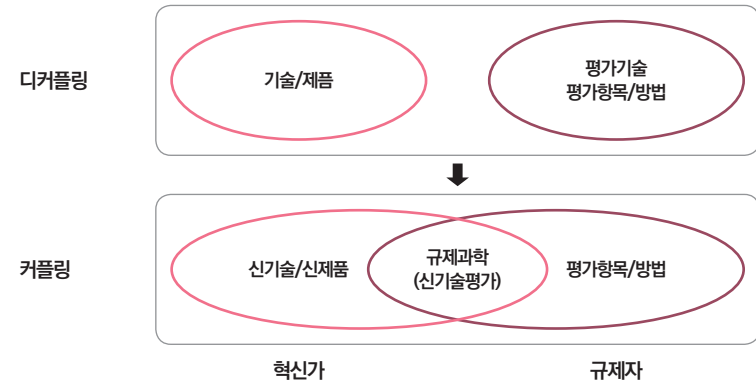 디커플링
기술/제품
평가기술
평가항목/방법
커플링
신기술/신제품
규제과학
(신기술평가)
평가항목/방법
혁신가
규제자